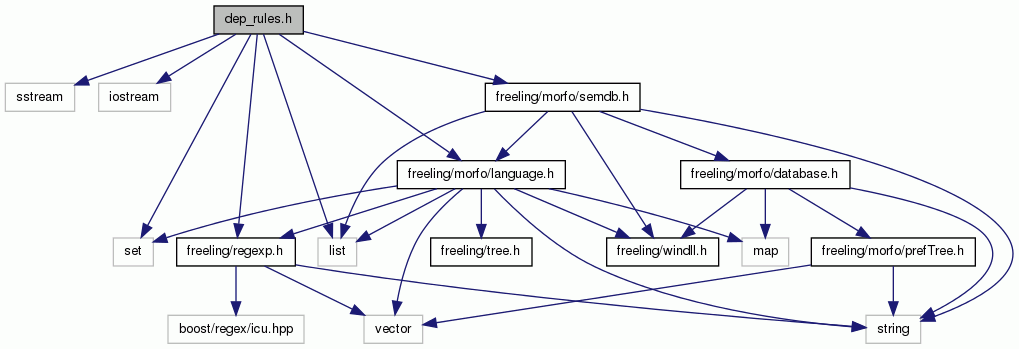 dep_rules.h
sstream
iostream
freeling/morfo/semdb.h
freeling/morfo/language.h
freeling/morfo/database.h
set
freeling/regexp.h
list
freeling/tree.h
freeling/windll.h
map
freeling/morfo/prefTree.h
boost/regex/icu.hpp
vector
string